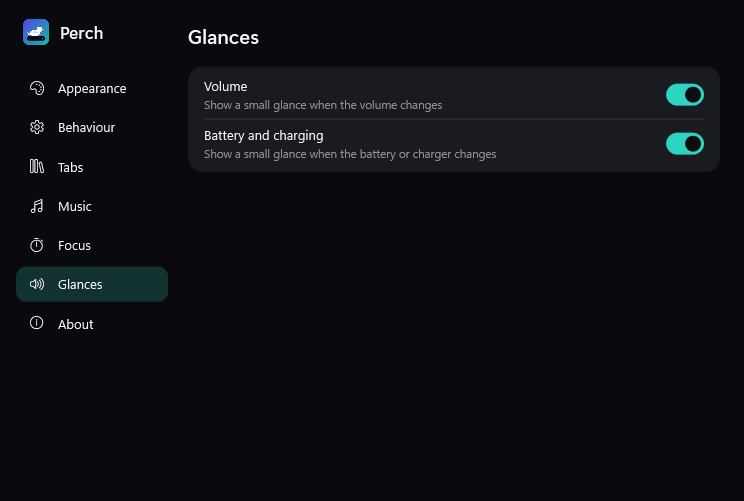 Perch
Appearance
Behaviour
Tabs
Music
Focus
Glances
About
Glances
Volume
Show a small glance when the volume changes
Battery and charging
Show a small glance when the battery or charger changes